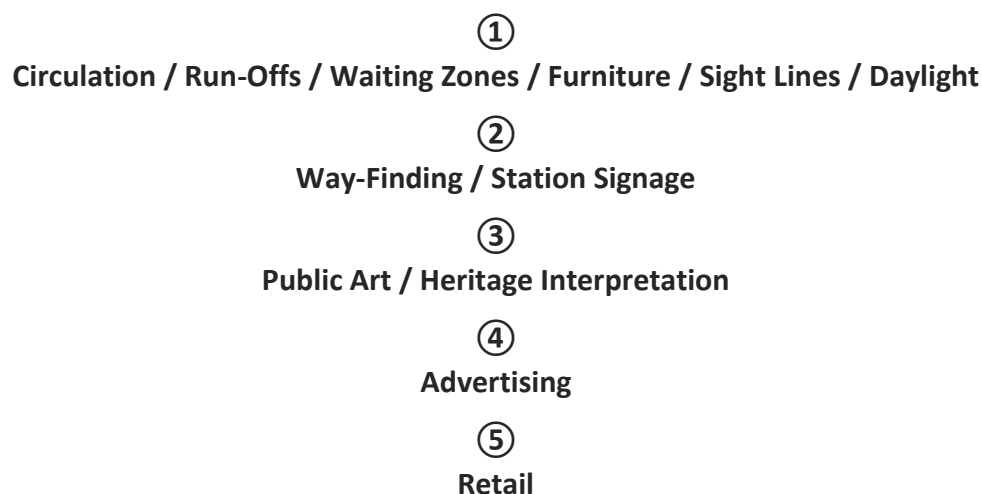 ①
Circulation / Run-Offs / Waiting Zones / Furniture / Sight Lines / Daylight
②
Way-Finding / Station Signage
③
Public Art / Heritage Interpretation
④
Advertising
⑤
Retail